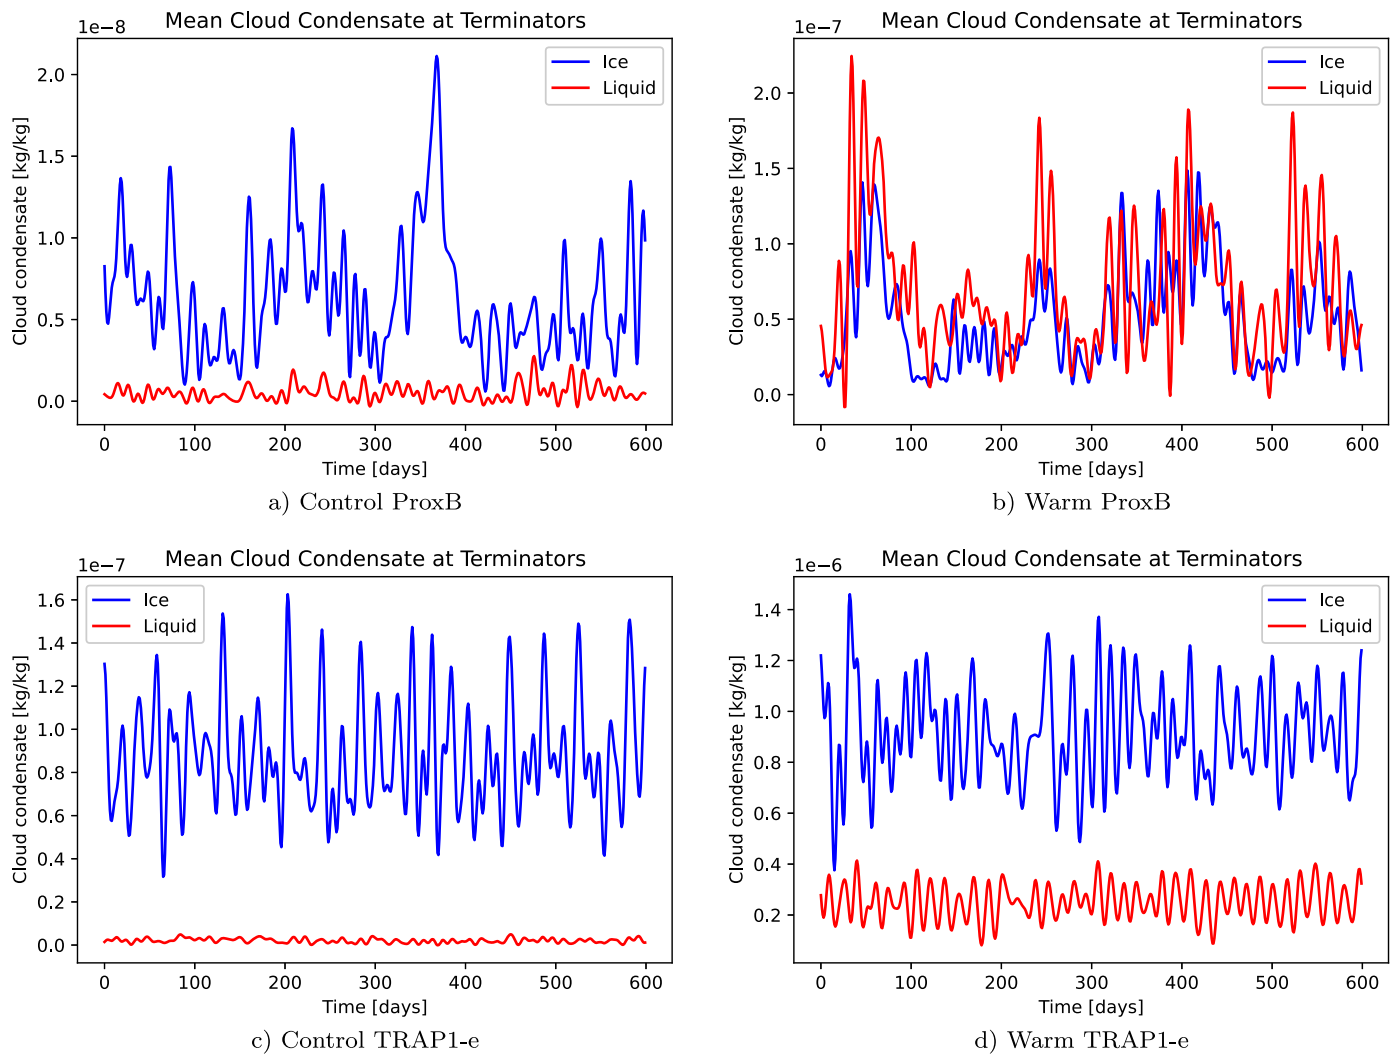 Mean Cloud Condensate at Terminators
1e−8
Ice
Liquid
2.0
1.5
1.0
0.5
0.0
Cloud condensate [kg/kg]
0 100 200 300 400 500 600
Time [days]
a) Control ProxB
Mean Cloud Condensate at Terminators
1e−7
Ice
Liquid
2.0
1.5
1.0
0.5
0.0
Cloud condensate [kg/kg]
0 100 200 300 400 500 600
Time [days]
b) Warm ProxB
Mean Cloud Condensate at Terminators
1e−7
Ice
Liquid
1.6
1.4
1.2
1.0
0.8
0.6
0.4
0.2
0.0
Cloud condensate [kg/kg]
0 100 200 300 400 500 600
Time [days]
c) Control TRAP1-e
Mean Cloud Condensate at Terminators
1e−6
Ice
Liquid
1.4
1.2
1.0
0.8
0.6
0.4
0.2
Cloud condensate [kg/kg]
0 100 200 300 400 500 600
Time [days]
d) Warm TRAP1-e